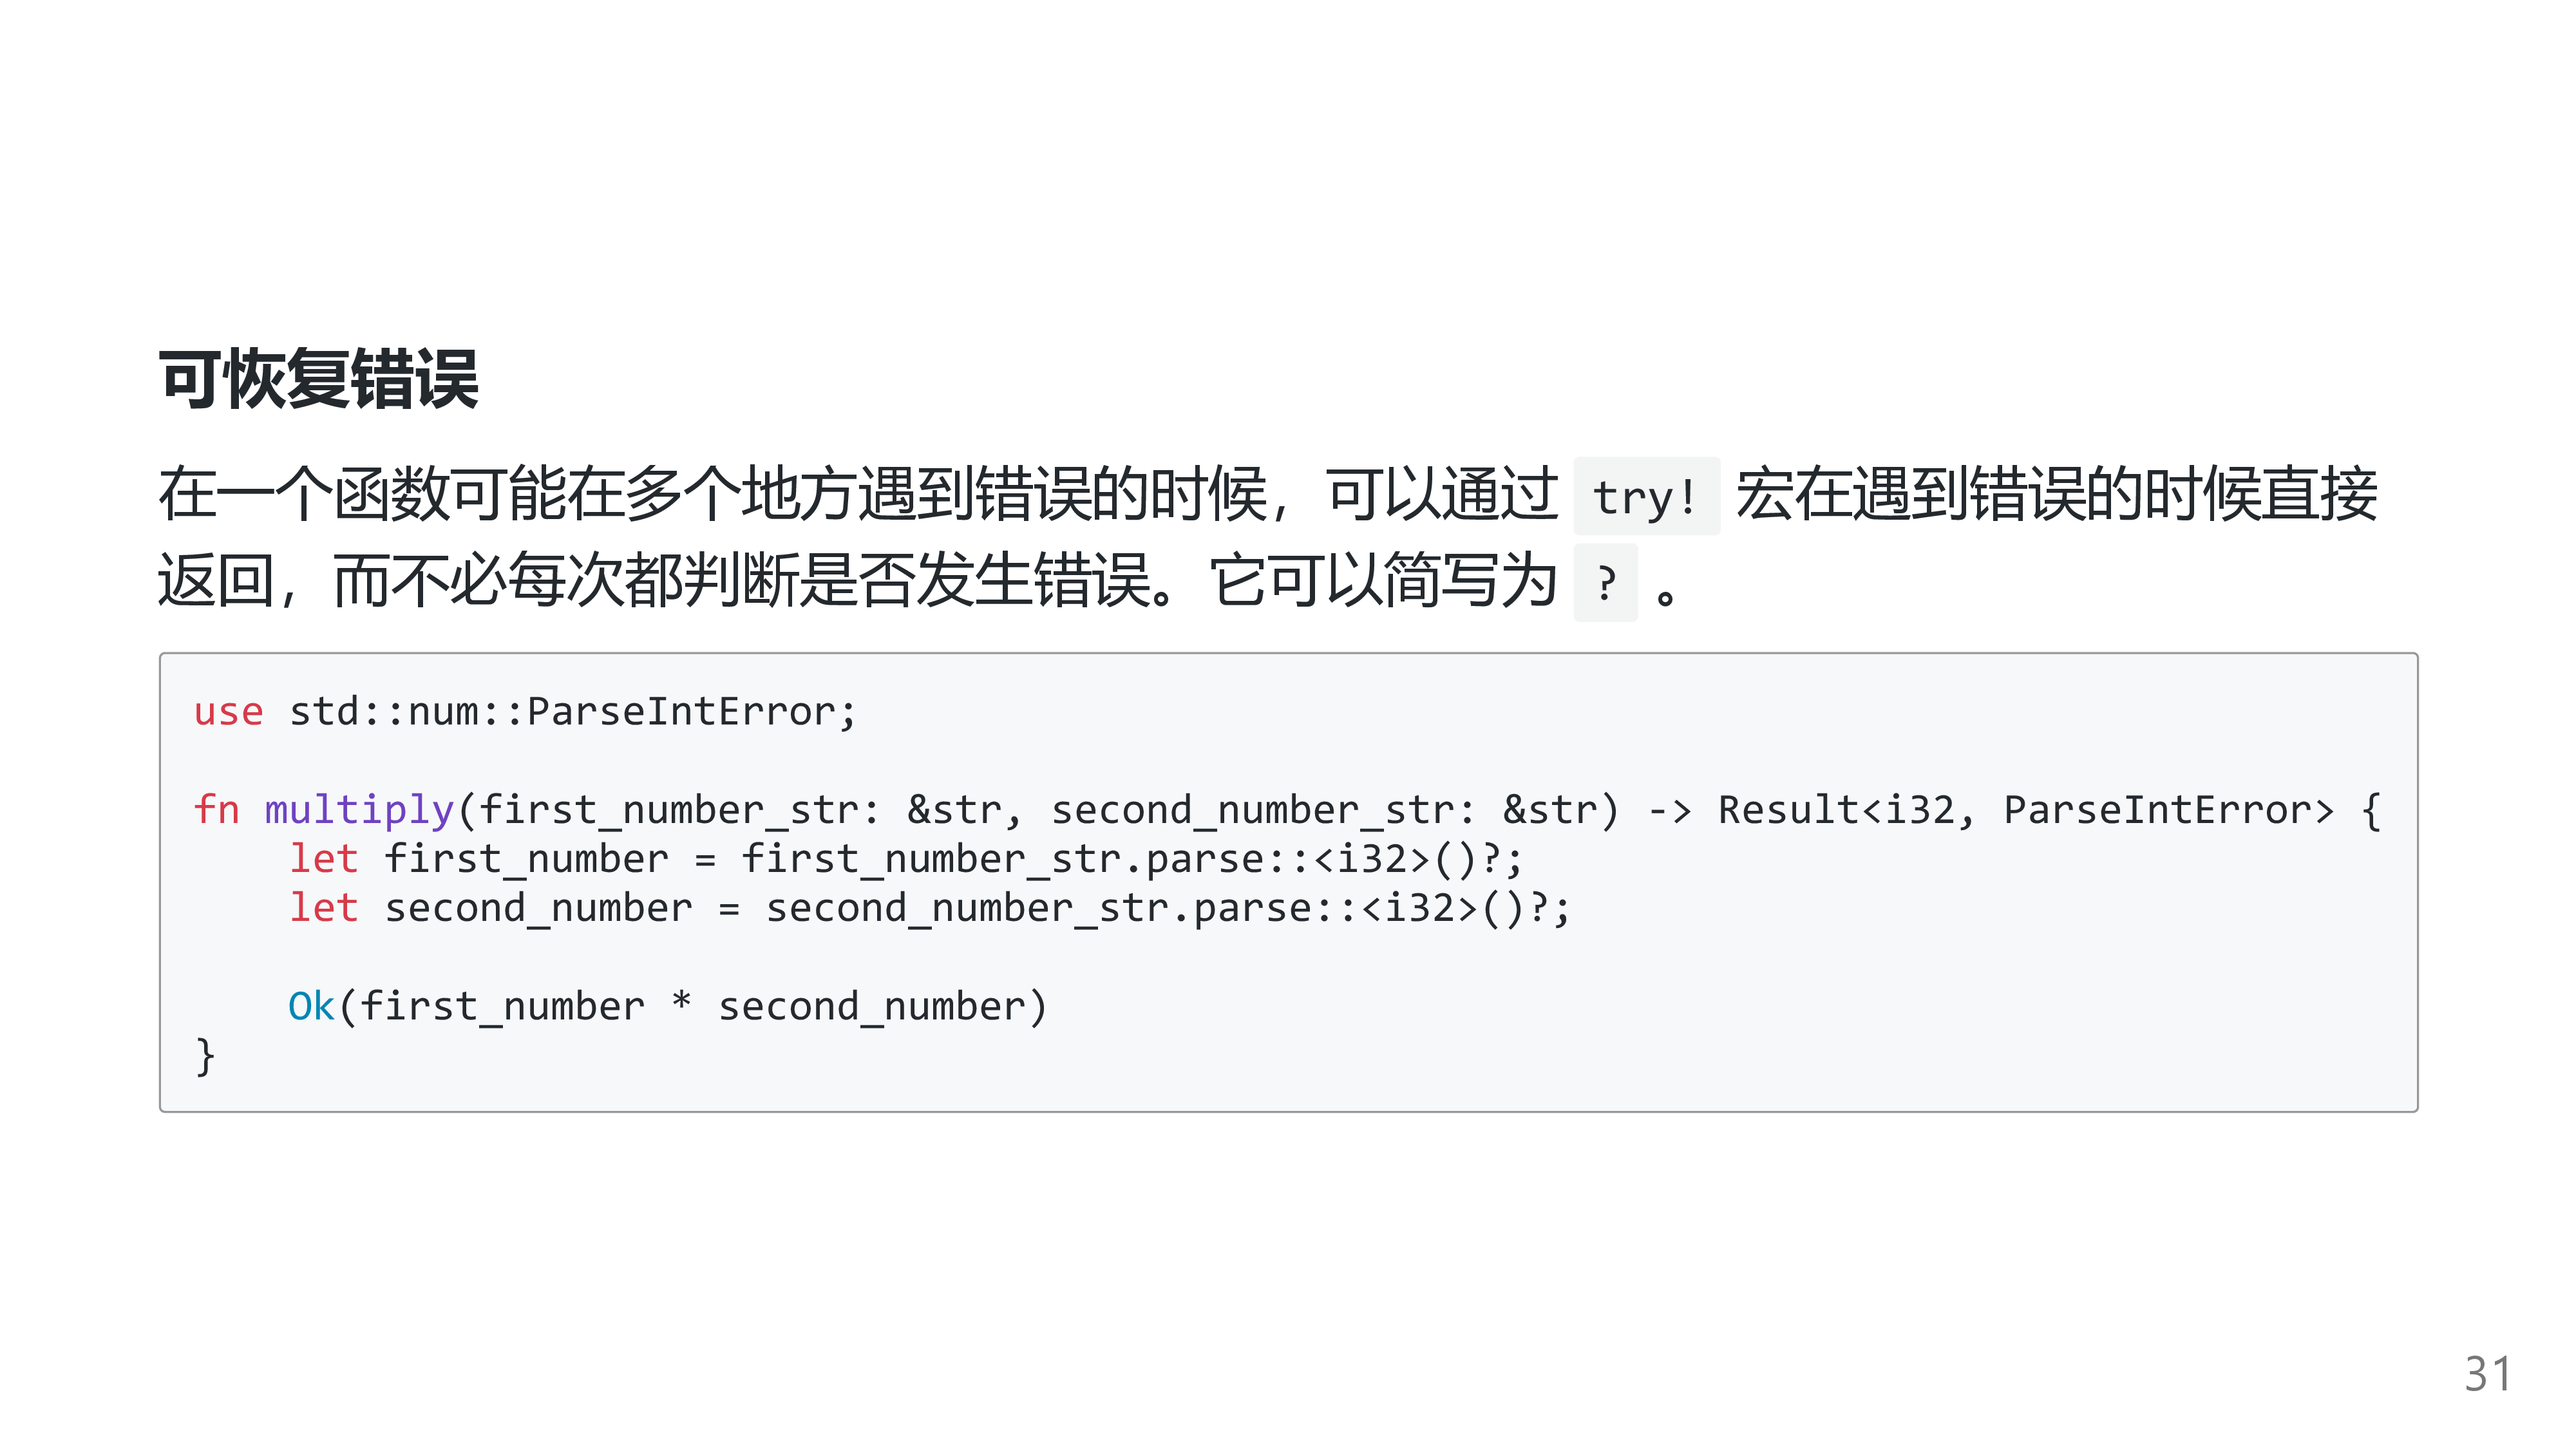 可恢复错误
在一个函数可能在多个地方遇到错误的时候，可以通过 try! 宏在遇到错误的时候直接
返回，而不必每次都判断是否发生错误。它可以简写为 ? 。
use std::num::ParseIntError;
fn multiply(first_number_str: &str, second_number_str: &str) -> Result<i32, ParseIntError> {
    let first_number = first_number_str.parse::<i32>()?;
    let second_number = second_number_str.parse::<i32>()?;
    Ok(first_number * second_number)
}
31